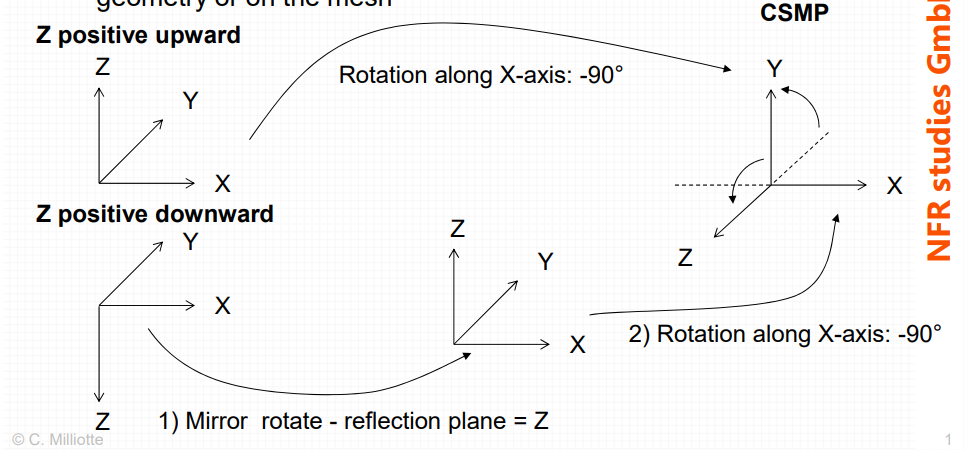 geometry or on the mesh
CSMP
Z positive upward
Z
Y
X
Rotation along X-axis: -90°
Y
X
Z
Z positive downward
Y
X
Z
Z
Y
X
2) Rotation along X-axis: -90°
1) Mirror rotate - reflection plane = Z
© C. Milliotte
1
NFR studies Gmb